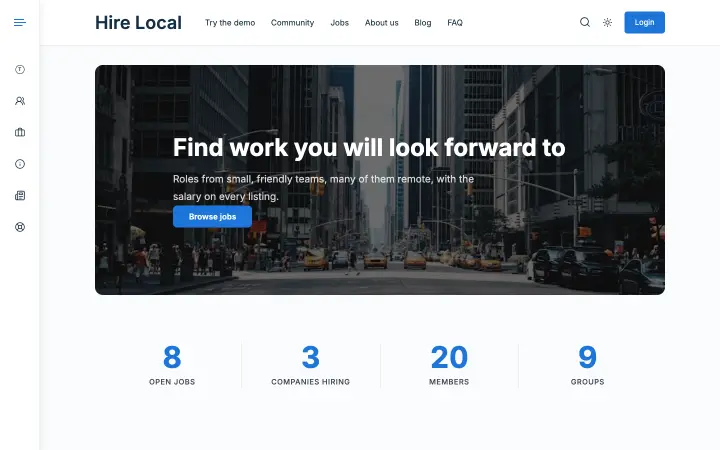 Hire Local
Try the demo
Community
Jobs
About us
Blog
FAQ
Login
Find work you will look forward to
Roles from small, friendly teams, many of them remote, with the
salary on every listing.
Browse jobs
8
OPEN JOBS
3
COMPANIES HIRING
20
MEMBERS
9
GROUPS